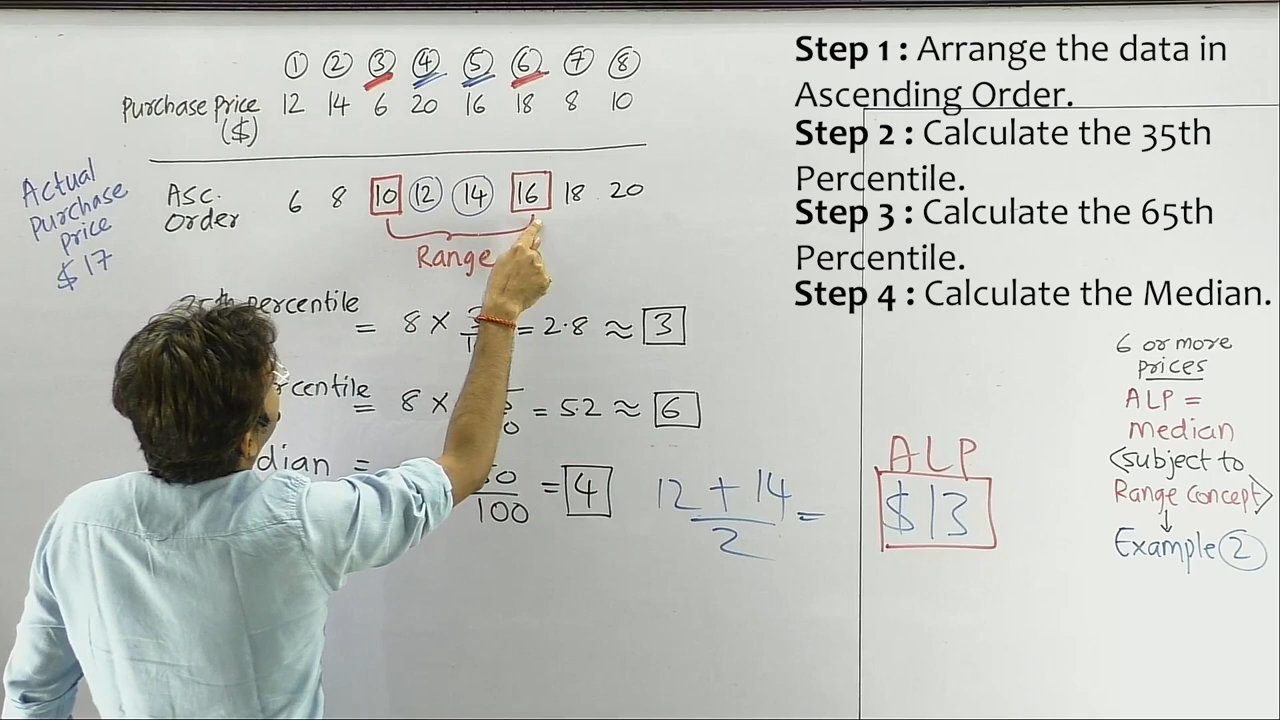 ① ② ③ ④ ⑤ ⑥ ⑦ ⑧
Purchase Price 12 14 6 20 16 18 8 10
($)
Asc. 6 8 10 12 14 16 18 20
Order
Range
Actual
Purchase
Price
$17
percentile
= 8 × = 2.8 ≈ 3
rcentile
= 8 × = 5.2 ≈ 6
dian = 50/100 = 4
12 + 14
2 =
ALP
$13
Step 1 : Arrange the data in
Ascending Order.
Step 2 : Calculate the 35th
Percentile.
Step 3 : Calculate the 65th
Percentile.
Step 4 : Calculate the Median.
6 or more
prices
ALP =
median
<subject to
Range concept>
↓
Example ②